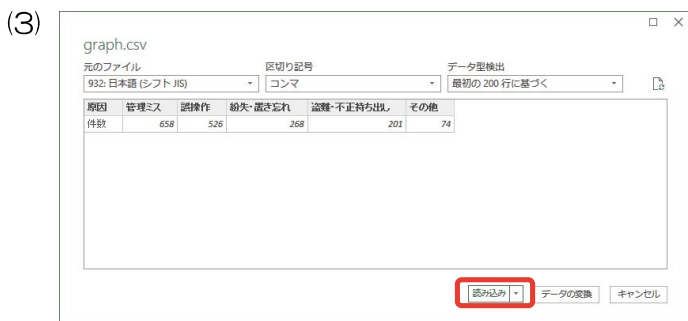 (3)
graph.csv
元のファイル 区切り記号 データ型検出
932: 日本語 (シフト JIS) コンマ 最初の 200 行に基づく
原因 管理ミス 誤操作 紛失・置き忘れ 盗難・不正持ち出し その他
件数 658 526 268 201 74
読み込み データの変換 キャンセル